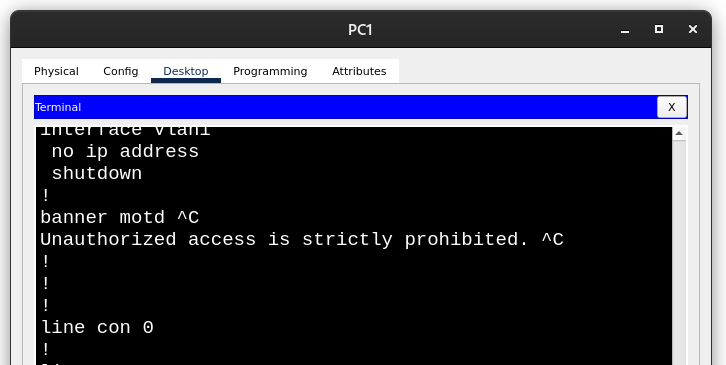 PC1
Physical Config Desktop Programming Attributes
Terminal X
interface Vlan1
 no ip address
 shutdown
!
banner motd ^C
Unauthorized access is strictly prohibited. ^C
!
!
!
line con 0
!